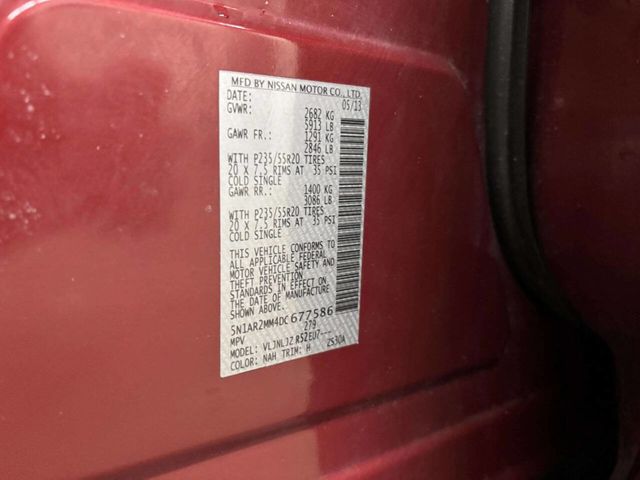 MFD BY NISSAN MOTOR CO., LTD.
DATE: 05/13
GVWR: 2682 KG
5913 LB
GAWR FR.: 1291 KG
2846 LB
WITH P235/55R20 TIRES
20 X 7.5 RIMS AT 35 PSI
COLD SINGLE
GAWR RR.: 1400 KG
3086 LB
WITH P235/55R20 TIRES
20 X 7.5 RIMS AT 35 PSI
COLD SINGLE
THIS VEHICLE CONFORMS TO
ALL APPLICABLE FEDERAL
MOTOR VEHICLE SAFETY AND
THEFT PREVENTION
STANDARDS IN EFFECT ON
THE DATE OF MANUFACTURE
SHOWN ABOVE.
5N1AR2MM4DC677586
MPV 279
MODEL: VLJNLJZ R52EU7---
COLOR: NAH TRIM: H ZS30A